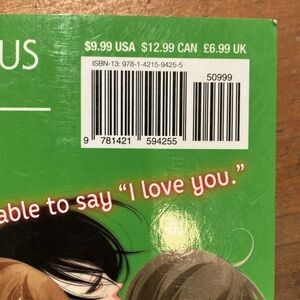 US
$9.99 USA $12.99 CAN £6.99 UK
ISBN-13: 978-1-4215-9425-5
50999
9 781421 594255
able to say “I love you.”